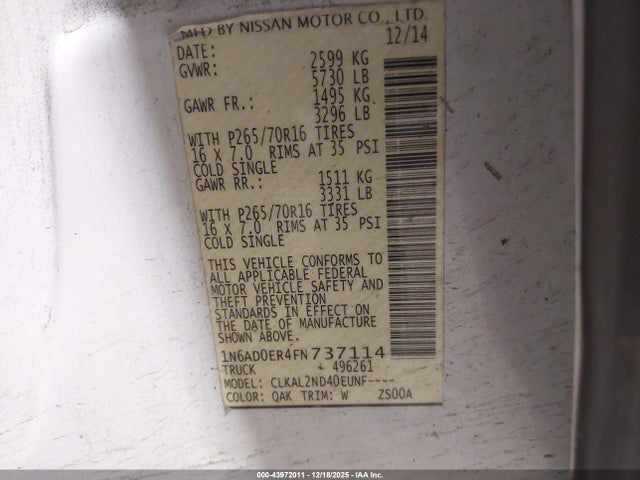 MFD BY NISSAN MOTOR CO., LTD.
DATE: 12/14
GVWR: 2599 KG
5730 LB
GAWR FR.: 1495 KG
3296 LB
WITH P265/70R16 TIRES
16 X 7.0 RIMS AT 35 PSI
COLD SINGLE
GAWR RR.: 1511 KG
3331 LB
WITH P265/70R16 TIRES
16 X 7.0 RIMS AT 35 PSI
COLD SINGLE
THIS VEHICLE CONFORMS TO
ALL APPLICABLE FEDERAL
MOTOR VEHICLE SAFETY AND
THEFT PREVENTION
STANDARDS IN EFFECT ON
THE DATE OF MANUFACTURE
SHOWN ABOVE.
1N6AD0ER4FN737114
TRUCK 496261
MODEL: CLKAL2ND40EUNF----
COLOR: QAK TRIM: W ZS00A
000-43972011 - 12/18/2025 - IAA Inc.